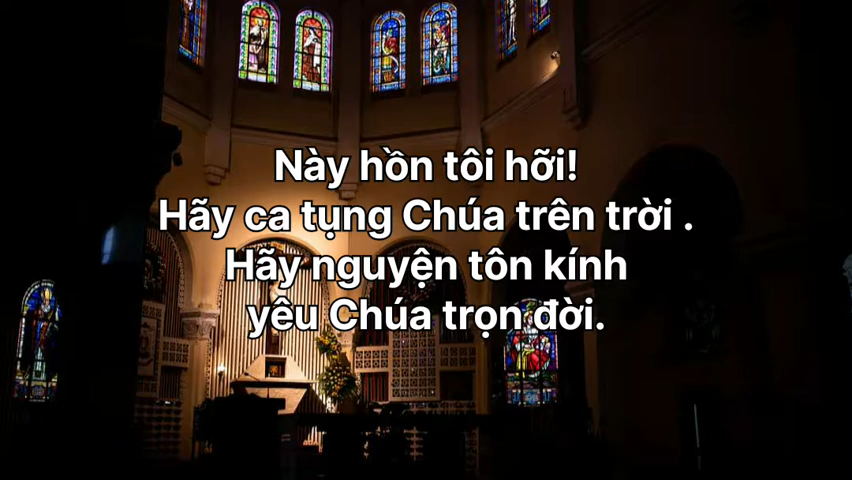 Này hồn tôi hỡi!
Hãy ca tụng Chúa trên trời .
Hãy nguyện tôn kính
yêu Chúa trọn đời.